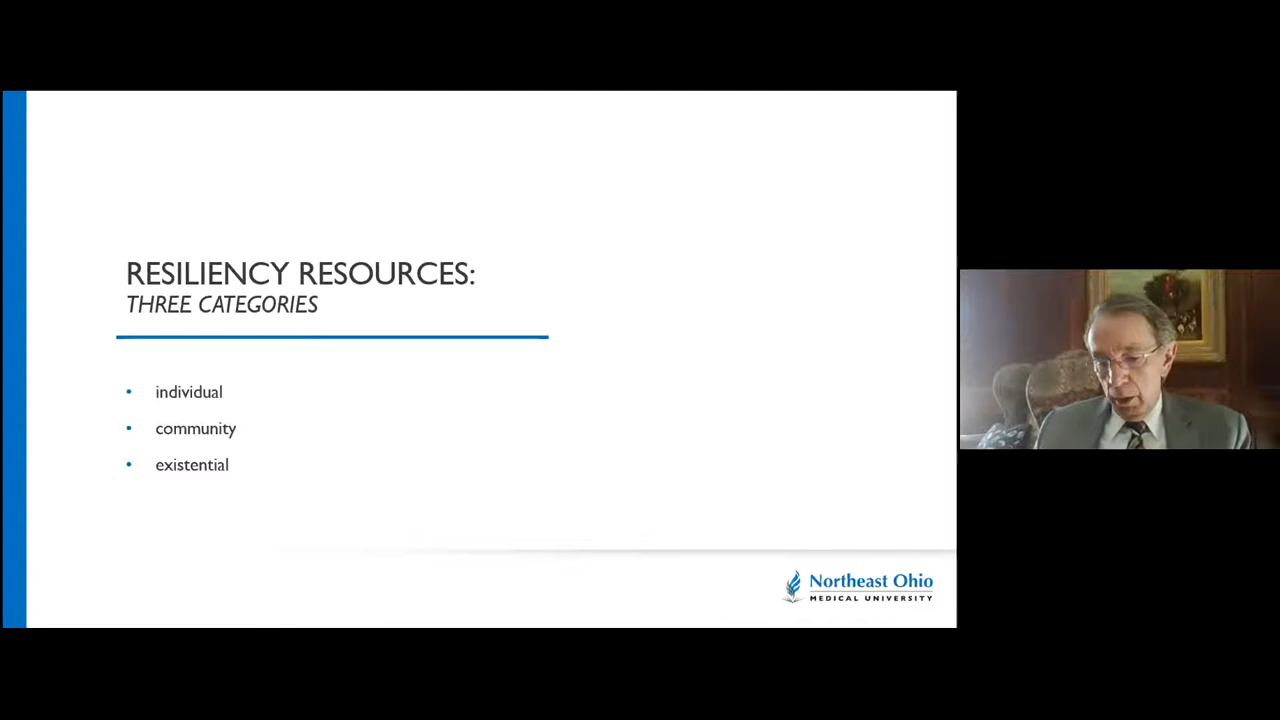 RESILIENCY RESOURCES:
THREE CATEGORIES
• individual
• community
• existential
Northeast Ohio
MEDICAL UNIVERSITY